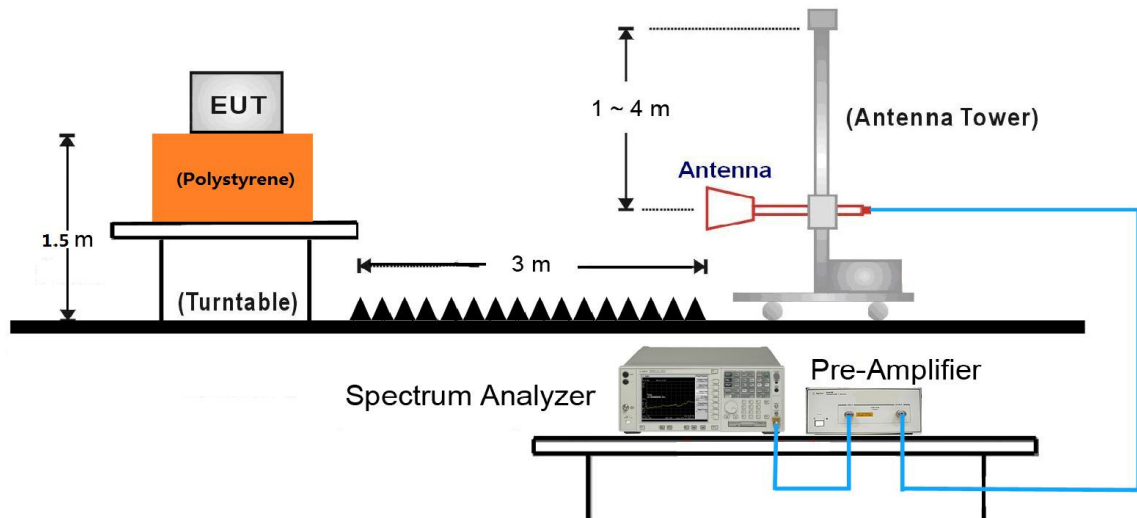 EUT
(Polystyrene)
1.5 m
(Turntable)
3 m
1 ~ 4 m
Antenna
(Antenna Tower)
Spectrum Analyzer
Pre-Amplifier